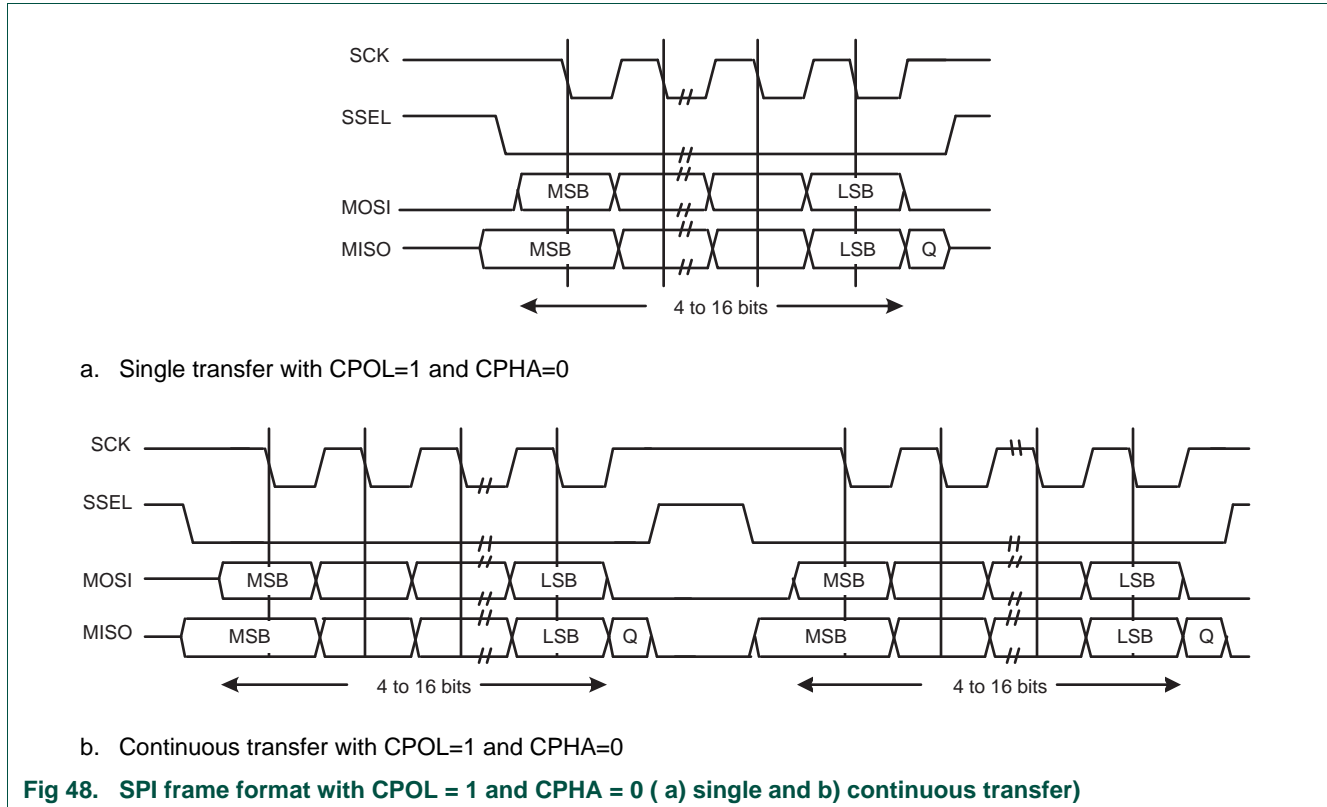 SCK
SSEL
MOSI
MSB
LSB
MISO
MSB
LSB
Q
4 to 16 bits
a. Single transfer with CPOL=1 and CPHA=0
SCK
SSEL
MOSI
MSB
LSB
MSB
LSB
MISO
MSB
LSB
Q
MSB
LSB
Q
4 to 16 bits
4 to 16 bits
b. Continuous transfer with CPOL=1 and CPHA=0
Fig 48. SPI frame format with CPOL = 1 and CPHA = 0 ( a) single and b) continuous transfer)